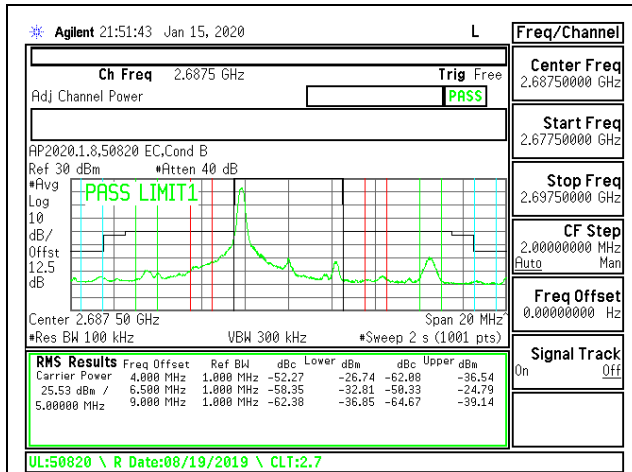 Agilent 21:51:43 Jan 15, 2020 L
Ch Freq 2.6875 GHz Trig Free
Adj Channel Power PASS
AP2020.1.8,50820 EC,Cond B
Ref 30 dBm #Atten 40 dB
#Avg
Log
10
dB/
Offst
12.5
dB
PASS LIMIT1
Center 2.687 50 GHz Span 20 MHz
#Res BW 100 kHz VBW 300 kHz #Sweep 2 s (1001 pts)
RMS Results Freq Offset Ref BW dBc Lower dBm dBc Upper dBm
Carrier Power 4.000 MHz 1.000 MHz -52.27 -26.74 -62.08 -36.54
25.53 dBm / 6.500 MHz 1.000 MHz -58.35 -32.81 -50.33 -24.79
5.00000 MHz 9.000 MHz 1.000 MHz -62.38 -36.85 -64.67 -39.14
UL:50820 \ R Date:08/19/2019 \ CLT:2.7
Freq/Channel
Center Freq
2.68750000 GHz
Start Freq
2.67750000 GHz
Stop Freq
2.69750000 GHz
CF Step
2.00000000 MHz
Auto Man
Freq Offset
0.00000000 Hz
Signal Track
On Off